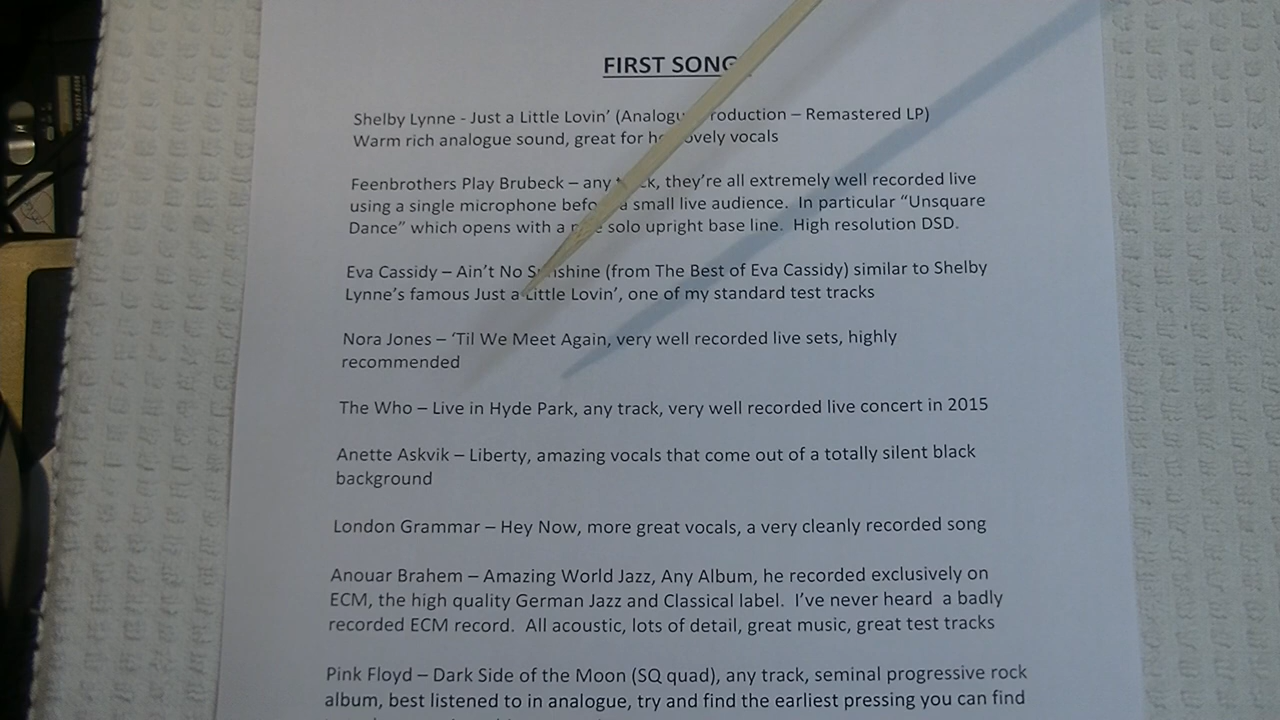 FIRST SONG
Shelby Lynne - Just a Little Lovin' (Analogu roduction – Remastered LP)
Warm rich analogue sound, great for ovely vocals
Feenbrothers Play Brubeck – any they're all extremely well recorded live
using a single microphone a small live audience. In particular "Unsquare
Dance" which opens with a solo upright base line. High resolution DSD.
Eva Cassidy – Ain't No Sunshine (from The Best of Eva Cassidy) similar to Shelby
Lynne's famous Just a Little Lovin', one of my standard test tracks
Nora Jones – 'Til We Meet Again, very well recorded live sets, highly
recommended
The Who – Live in Hyde Park, any track, very well recorded live concert in 2015
Anette Askvik – Liberty, amazing vocals that come out of a totally silent black
background
London Grammar – Hey Now, more great vocals, a very cleanly recorded song
Anouar Brahem – Amazing World Jazz, Any Album, he recorded exclusively on
ECM, the high quality German Jazz and Classical label. I've never heard a badly
recorded ECM record. All acoustic, lots of detail, great music, great test tracks
Pink Floyd – Dark Side of the Moon (SQ quad), any track, seminal progressive rock
album, best listened to in analogue, try and find the earliest pressing you can find